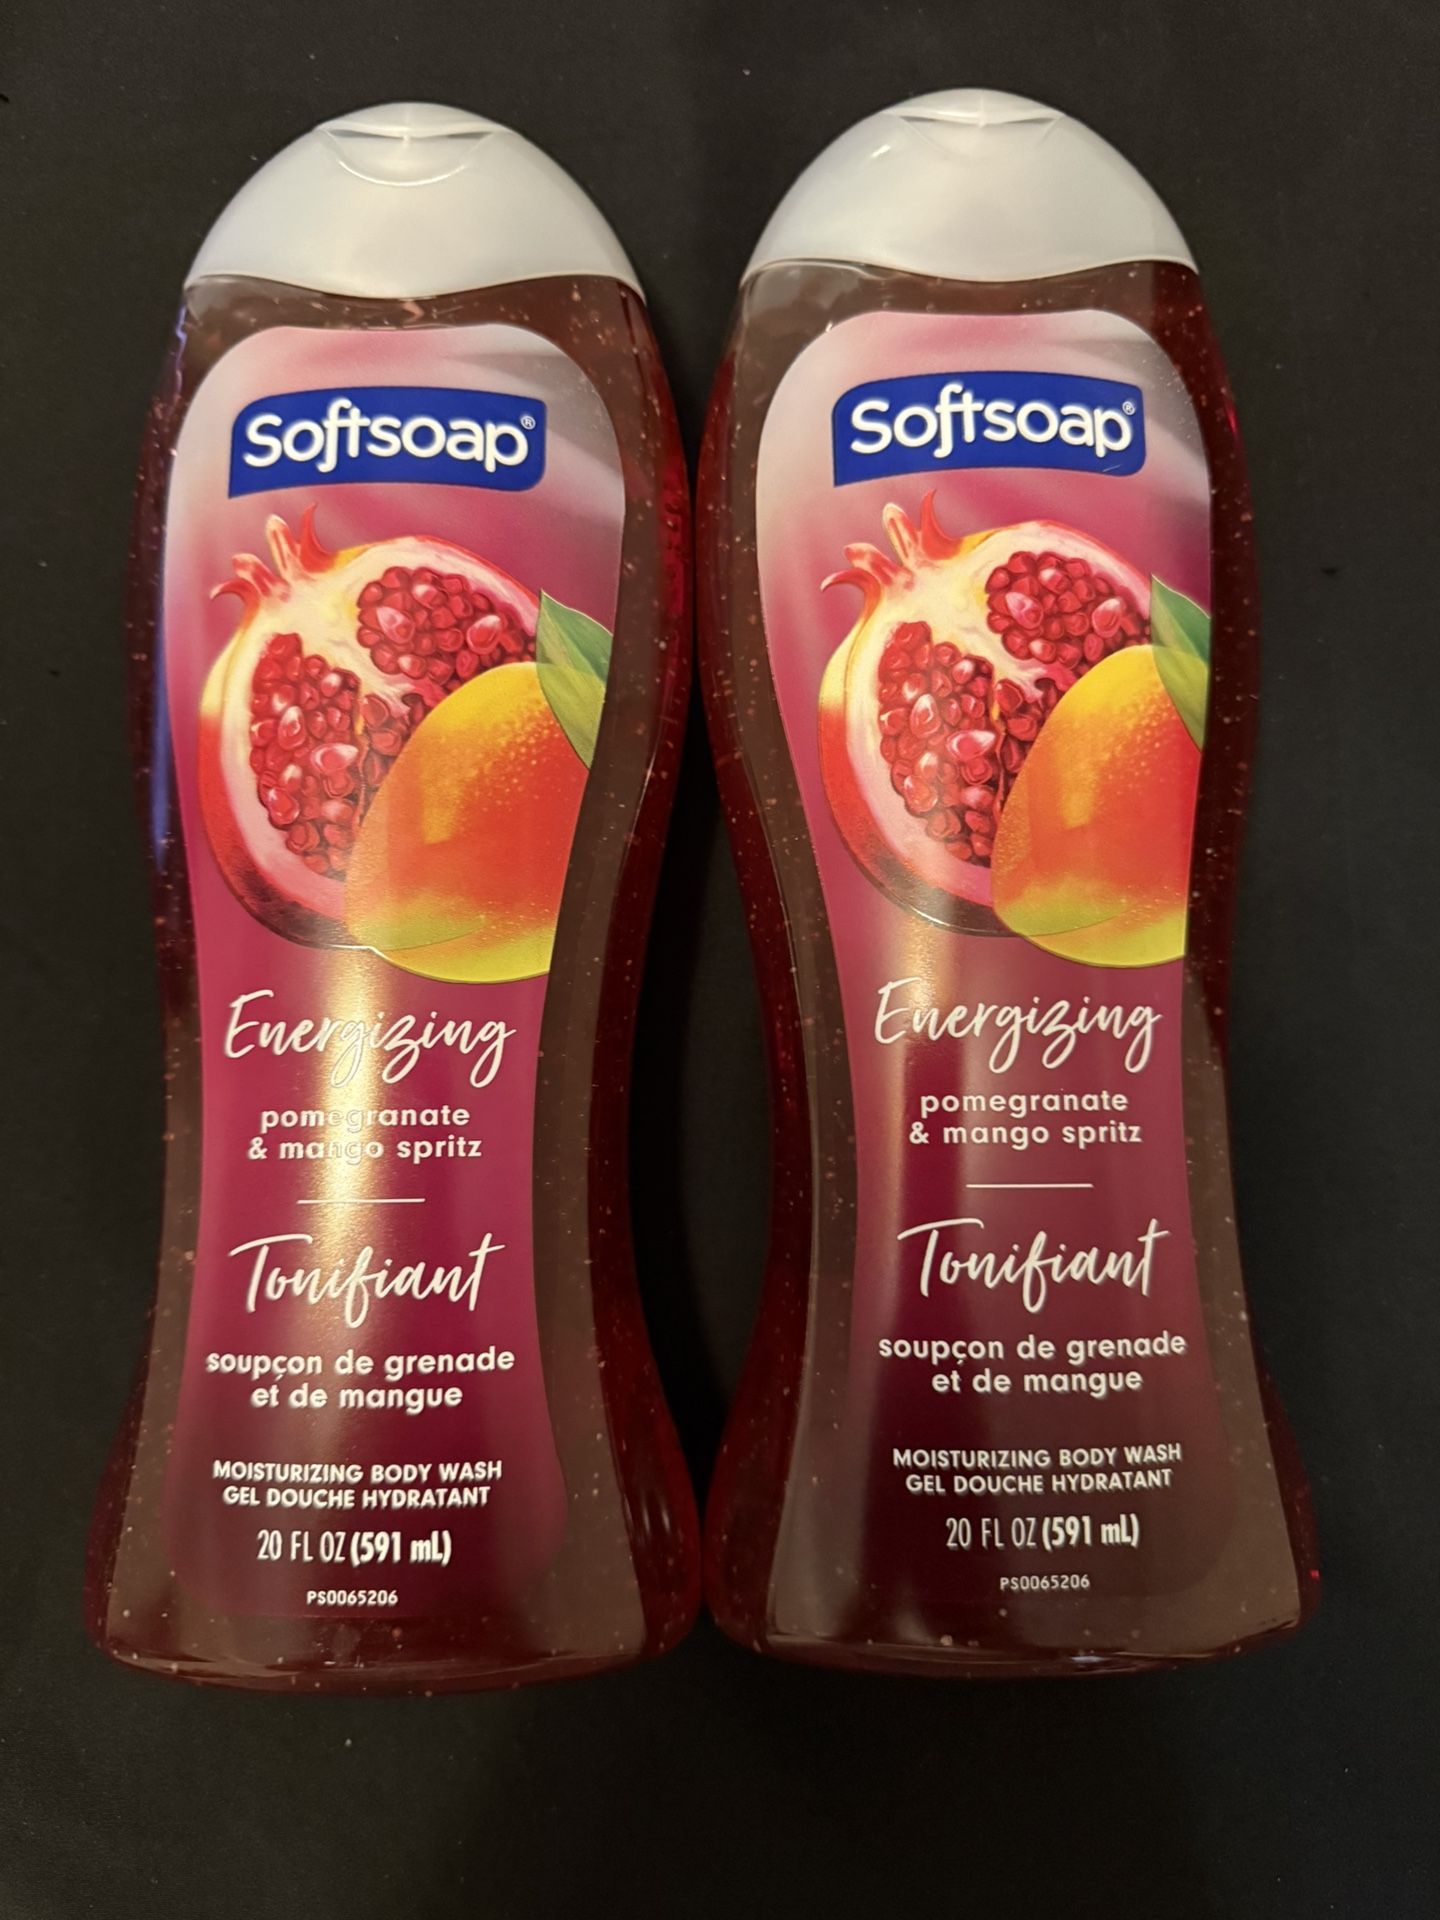 Softsoap®
Energizing
pomegranate
& mango spritz
Tonifiant
soupçon de grenade
et de mangue
MOISTURIZING BODY WASH
GEL DOUCHE HYDRATANT
20 FL OZ (591 mL)
PS0065206
Softsoap®
Energizing
pomegranate
& mango spritz
Tonifiant
soupçon de grenade
et de mangue
MOISTURIZING BODY WASH
GEL DOUCHE HYDRATANT
20 FL OZ (591 mL)
PS0065206